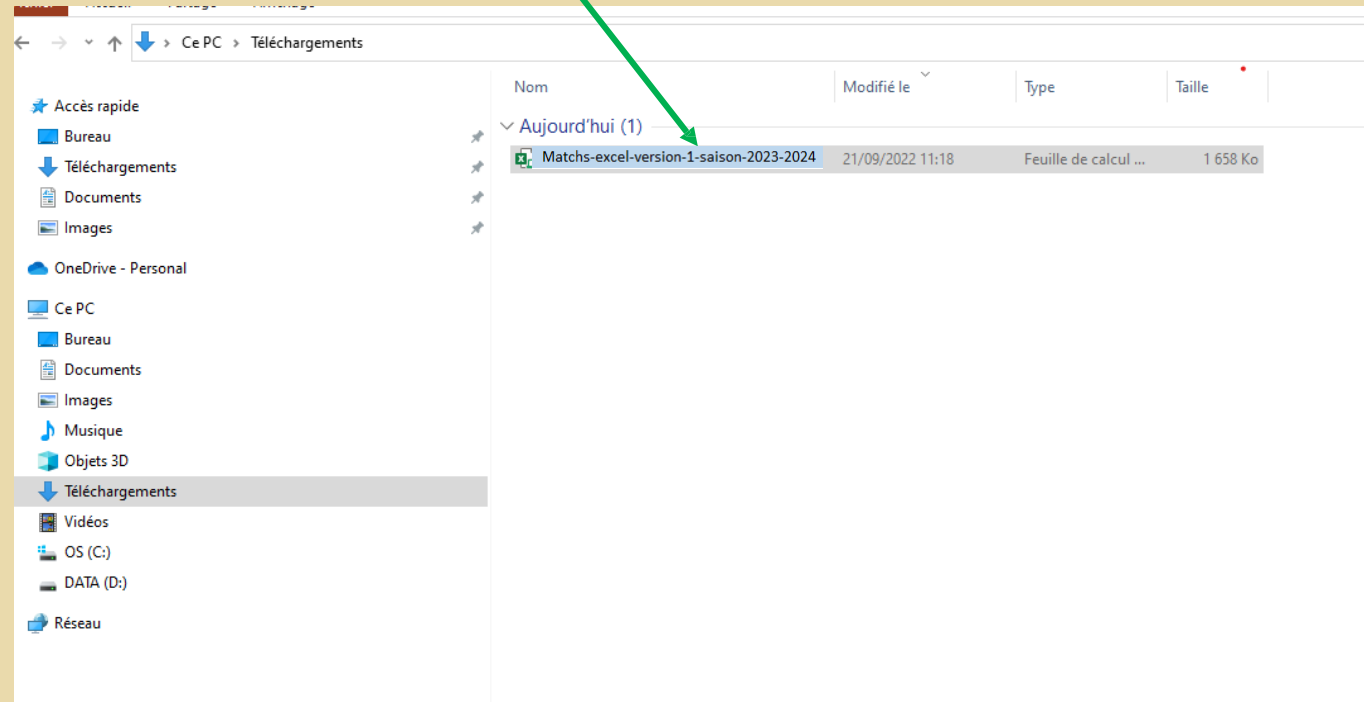 Ce PC > Téléchargements
Nom Modifié le Type Taille
Accès rapide
Bureau
Téléchargements
Documents
Images
OneDrive - Personal
Ce PC
Bureau
Documents
Images
Musique
Objets 3D
Téléchargements
Vidéos
OS (C:)
DATA (D:)
Réseau
Aujourd'hui (1)
Matchs-excel-version-1-saison-2023-2024 21/09/2022 11:18 Feuille de calcul ... 1 658 Ko